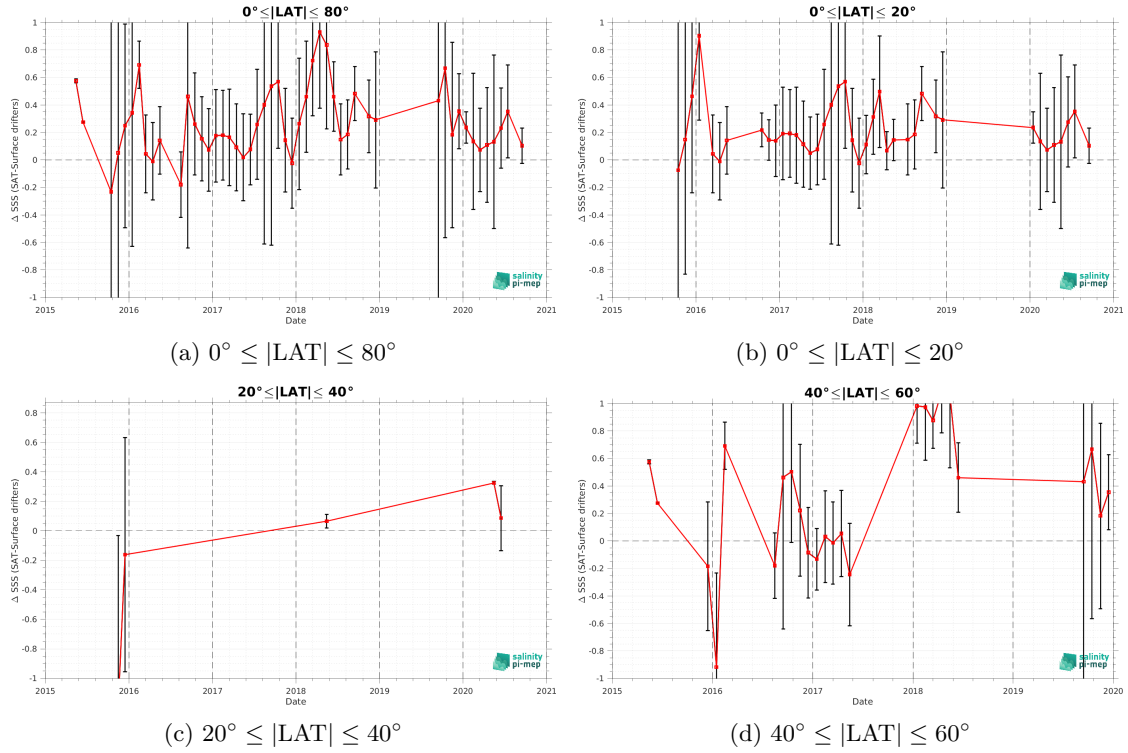 0°≤|LAT|≤ 80°
1
0.8
0.6
0.4
0.2
0
-0.2
-0.4
-0.6
-0.8
-1
Δ SSS (SAT-Surface drifters)
2015 2016 2017 2018 2019 2020 2021
Date
salinity
pi-mep
(a) 0° ≤ |LAT| ≤ 80°
0°≤|LAT|≤ 20°
1
0.8
0.6
0.4
0.2
0
-0.2
-0.4
-0.6
-0.8
-1
Δ SSS (SAT-Surface drifters)
2015 2016 2017 2018 2019 2020 2021
Date
salinity
pi-mep
(b) 0° ≤ |LAT| ≤ 20°
20°≤|LAT|≤ 40°
0.8
0.6
0.4
0.2
0
-0.2
-0.4
-0.6
-0.8
-1
Δ SSS (SAT-Surface drifters)
2015 2016 2017 2018 2019 2020 2021
Date
salinity
pi-mep
(c) 20° ≤ |LAT| ≤ 40°
40°≤|LAT|≤ 60°
1
0.8
0.6
0.4
0.2
0
-0.2
-0.4
-0.6
-0.8
-1
Δ SSS (SAT-Surface drifters)
2015 2016 2017 2018 2019 2020
Date
salinity
pi-mep
(d) 40° ≤ |LAT| ≤ 60°